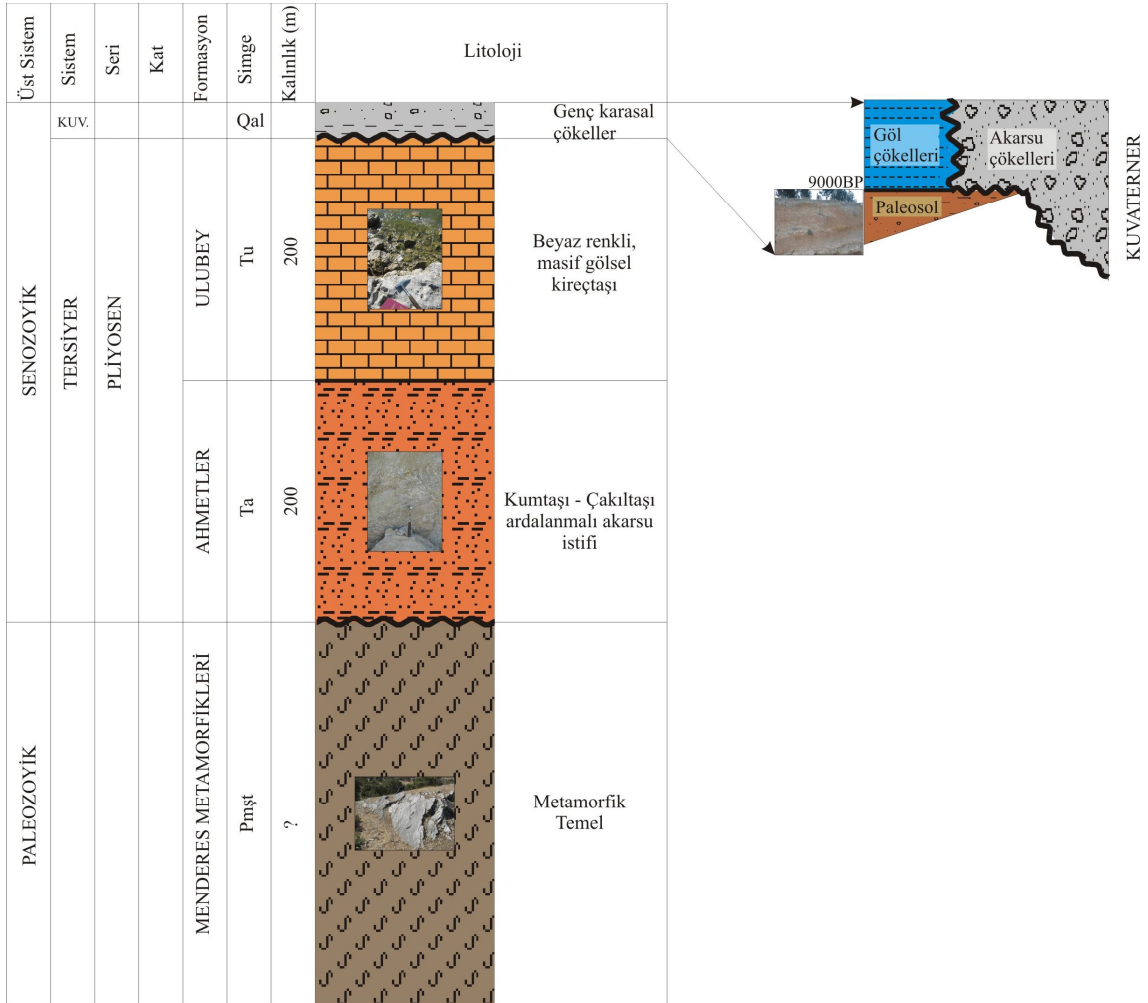 Üst Sistem
Sistem
Seri
Kat
Formasyon
Simge
Kalınlık (m)
Litoloji
KUV.
Qal
Genç karasal
çökeller
SENOZOYİK
TERSİYER
PLİYOSEN
ULUBEY
Tu
200
Beyaz renkli,
masif gölsel
kireçtaşı
AHMETLER
Ta
200
Kumtaşı - Çakıltaşı
ardalanmalı akarsu
istifi
PALEOZOYİK
MENDERES METAMORFİKLERİ
Pmşt
?
Metamorfik
Temel
Göl
çökelleri
Akarsu
çökelleri
9000BP
Paleosol
KUVATERNER